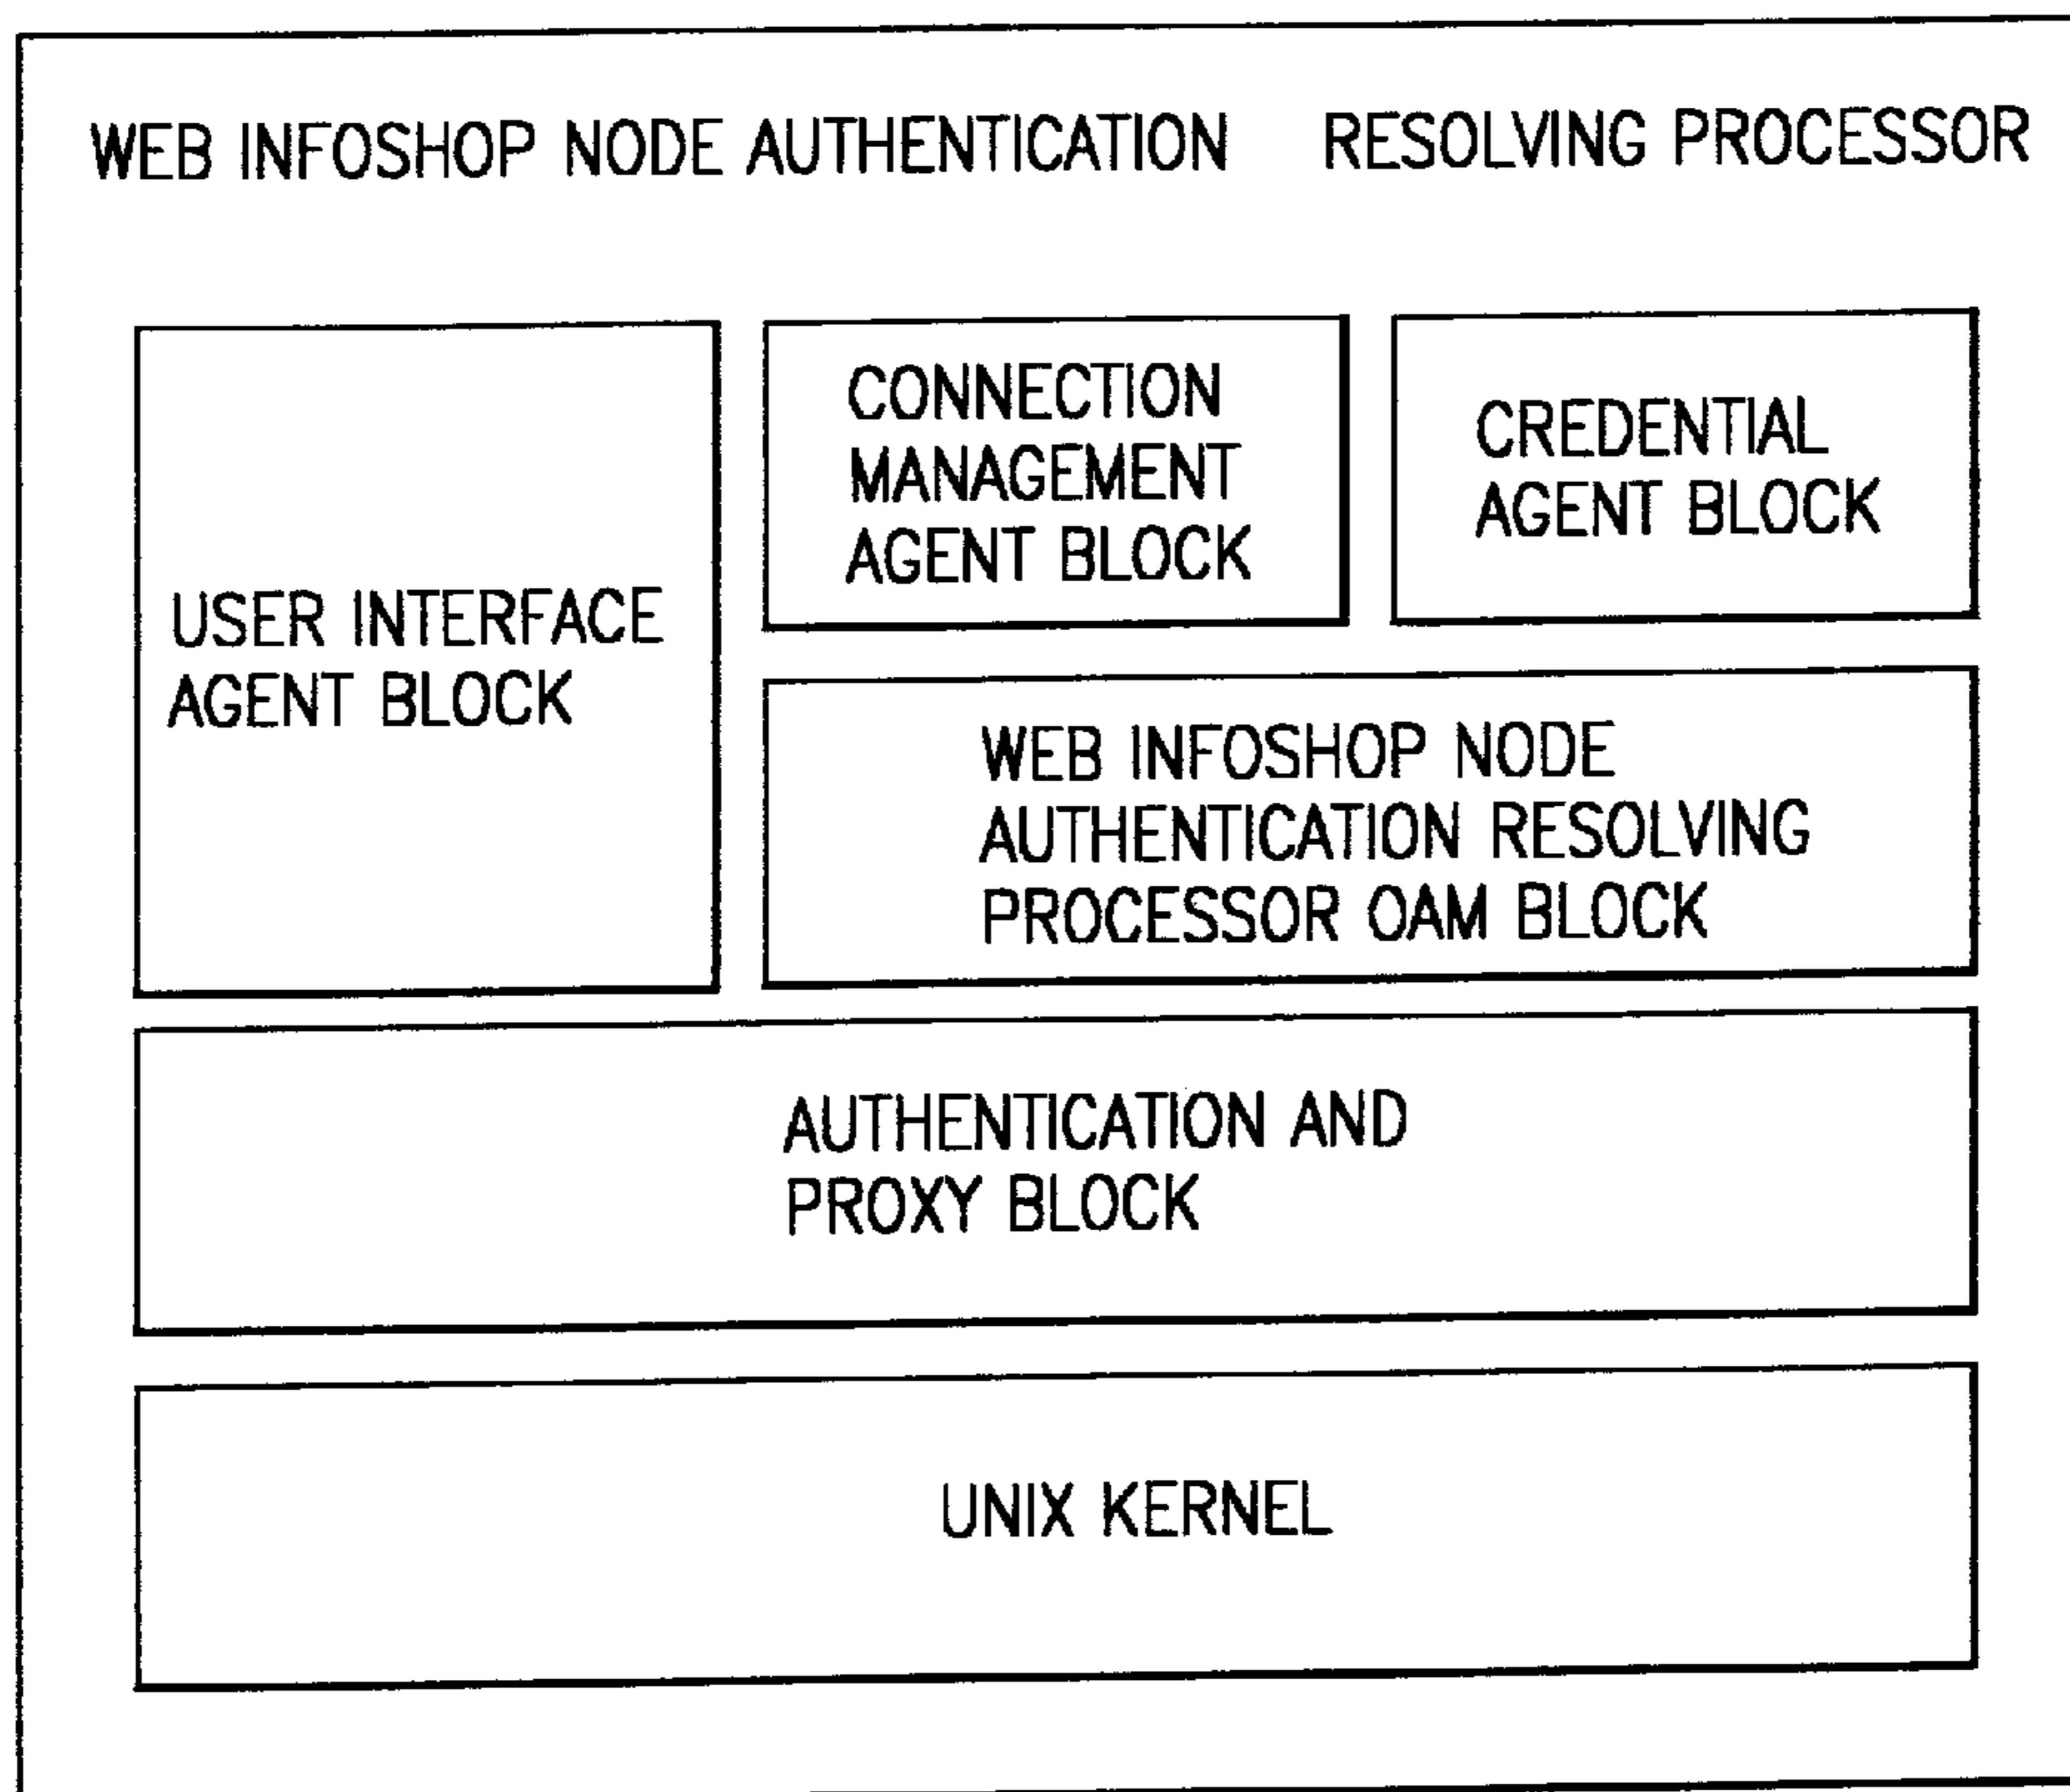 WEB INFOSHOP NODE AUTHENTICATION RESOLVING PROCESSOR
USER INTERFACE
AGENT BLOCK
CONNECTION
MANAGEMENT
AGENT BLOCK
CREDENTIAL
AGENT BLOCK
WEB INFOSHOP NODE
AUTHENTICATION RESOLVING
PROCESSOR OAM BLOCK
AUTHENTICATION AND
PROXY BLOCK
UNIX KERNEL